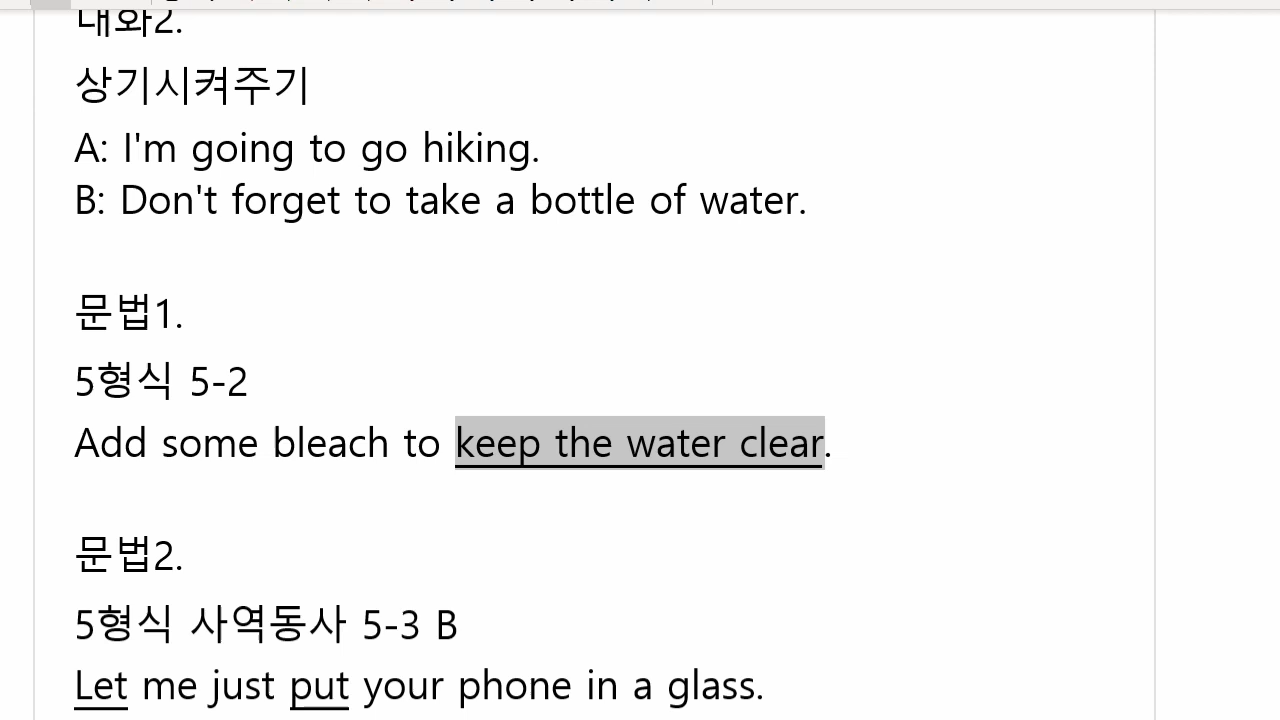 대화2.
상기시켜주기
A: I'm going to go hiking.
B: Don't forget to take a bottle of water.
문법1.
5형식 5-2
Add some bleach to keep the water clear.
문법2.
5형식 사역동사 5-3 B
Let me just put your phone in a glass.